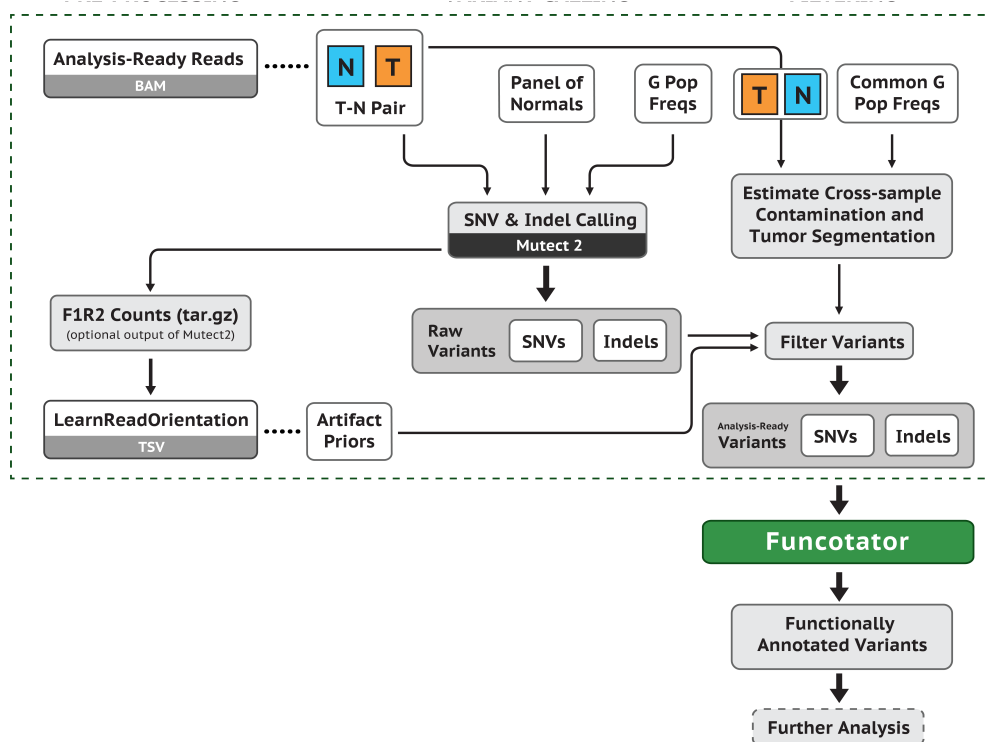 Analysis-Ready Reads
BAM
N
T
T-N Pair
Panel of
Normals
G Pop
Freqs
T
N
Common G
Pop Freqs
SNV & Indel Calling
Mutect 2
Estimate Cross-sample
Contamination and
Tumor Segmentation
F1R2 Counts (tar.gz)
(optional output of Mutect2)
Raw
Variants
SNVs
Indels
Filter Variants
LearnReadOrientation
TSV
Artifact
Priors
Analysis-Ready
Variants
SNVs
Indels
Funcotator
Functionally
Annotated Variants
Further Analysis